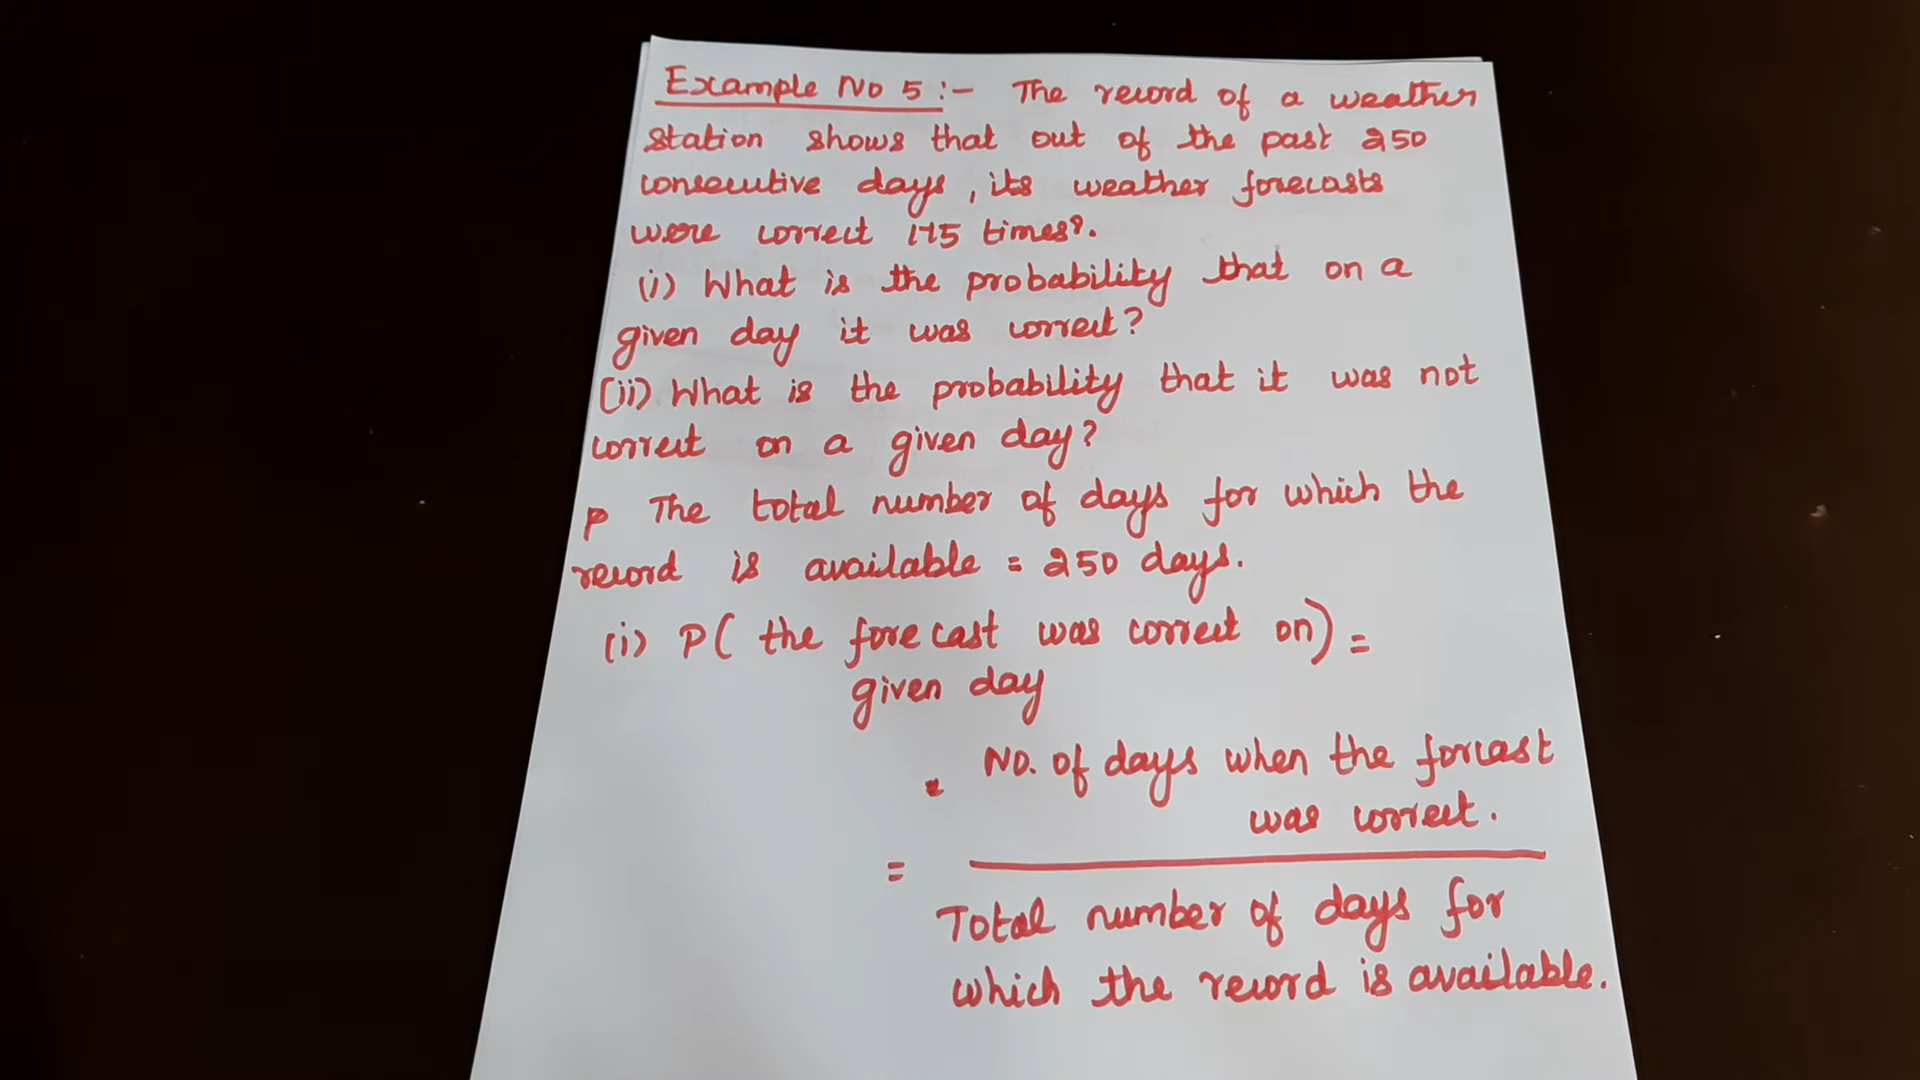 Example No 5:- The record of a weather
station shows that out of the past 250
consecutive days, its weather forecasts
were correct 175 times?.
(i) What is the probability that on a
given day it was correct?
(ii) What is the probability that it was not
correct on a given day?
P The total number of days for which the
record is available = 250 days.
(i) P( the forecast was correct on) =
given day
No. of days when the forcast
was correct.
=
Total number of days for
which the record is available.